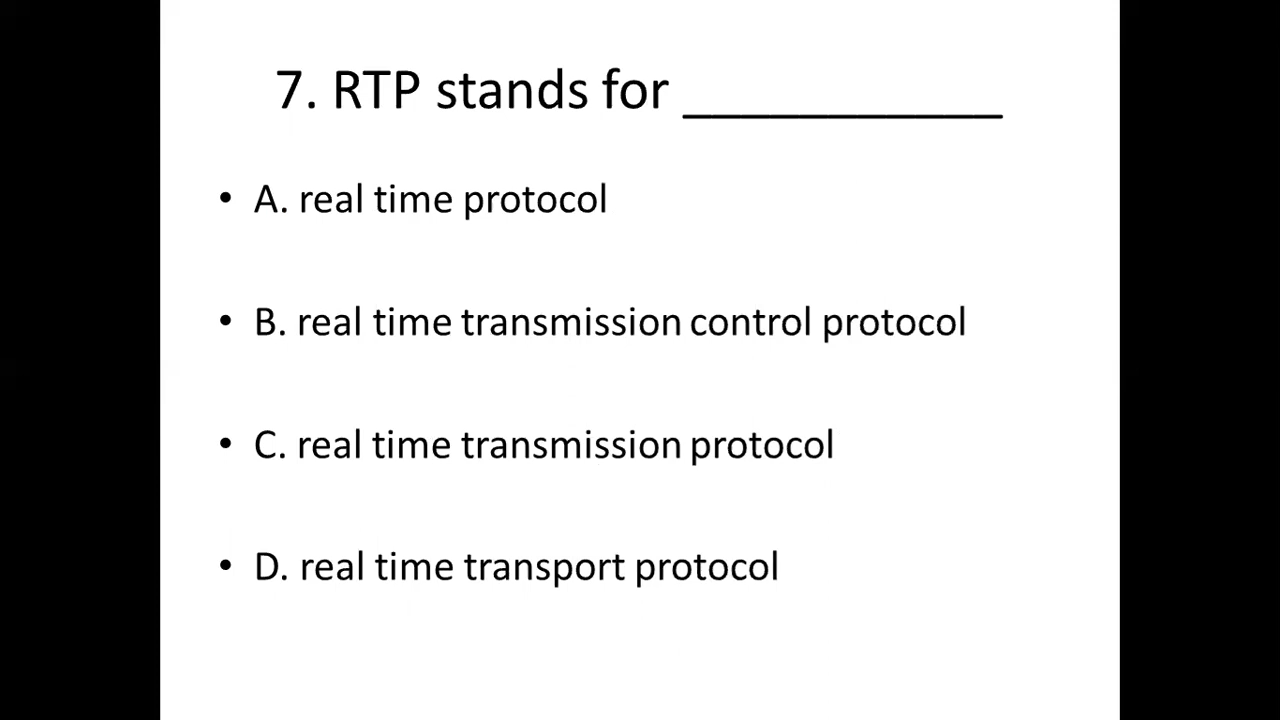 7. RTP stands for ____________
• A. real time protocol
• B. real time transmission control protocol
• C. real time transmission protocol
• D. real time transport protocol